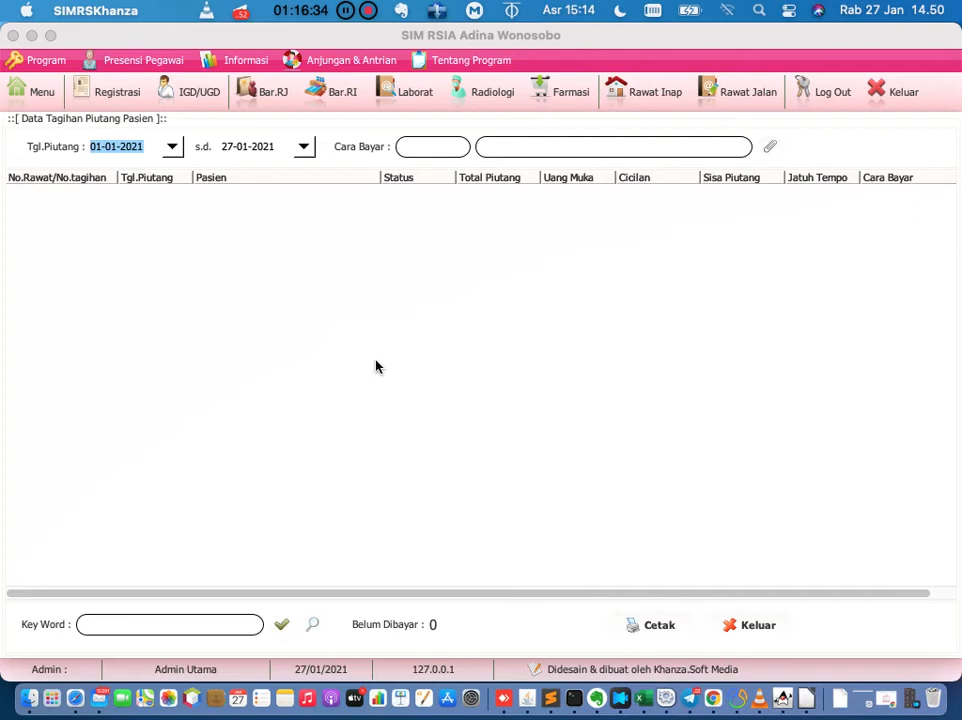 SIMRSKhanza 52 01:16:34 Asr 15:14 Rab 27 Jan 14.50
SIM RSIA Adina Wonosobo
Program Presensi Pegawai Informasi Anjungan & Antrian Tentang Program
Menu Registrasi IGD/UGD Bar.RJ Bar.RI Laborat Radiologi Farmasi Rawat Inap Rawat Jalan Log Out Keluar
::[ Data Tagihan Piutang Pasien ]::
Tgl.Piutang : 01-01-2021 s.d. 27-01-2021 Cara Bayar :
No.Rawat/No.tagihan Tgl.Piutang Pasien Status Total Piutang Uang Muka Cicilan Sisa Piutang Jatuh Tempo Cara Bayar
Key Word : Belum Dibayar : 0 Cetak Keluar
Admin : Admin Utama 27/01/2021 127.0.0.1 Didesain & dibuat oleh Khanza.Soft Media